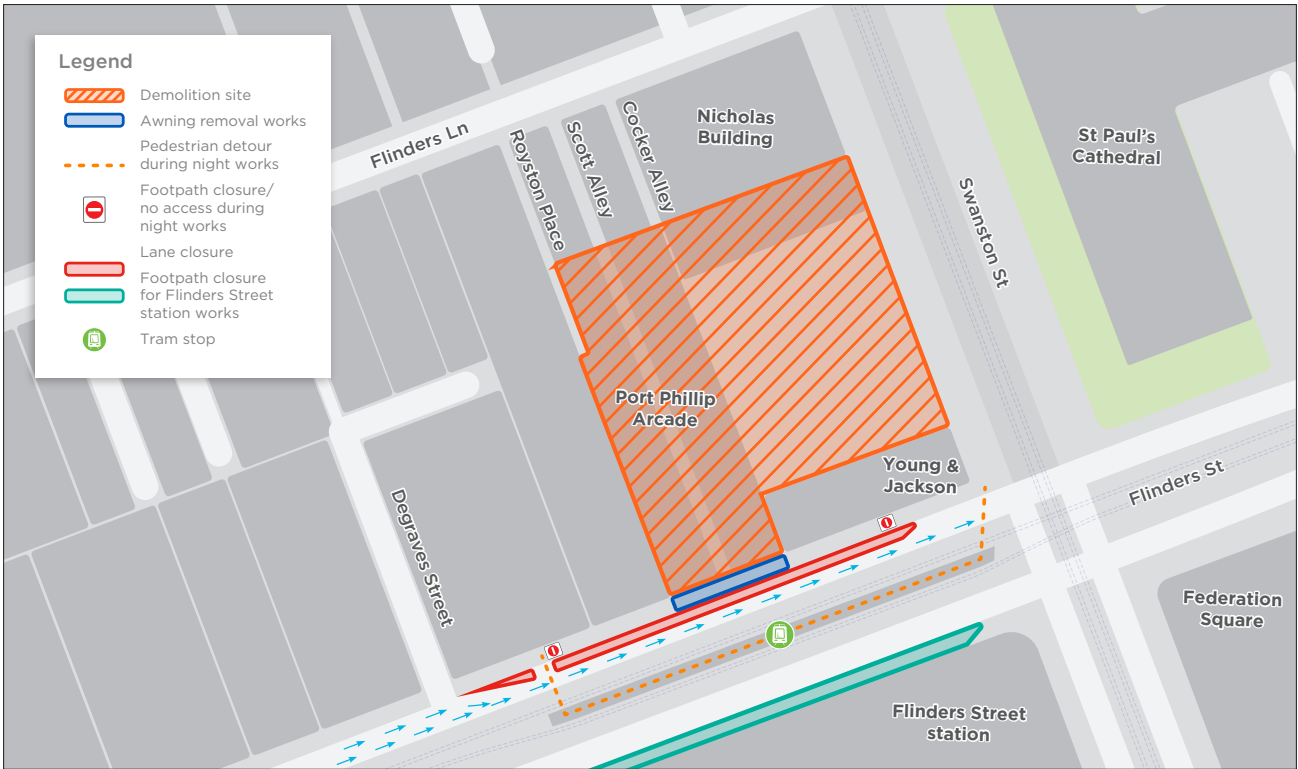 Legend
Demolition site
Awning removal works
Pedestrian detour
during night works
Footpath closure/
no access during
night works
Lane closure
Footpath closure
for Flinders Street
station works
Tram stop
Flinders Ln
Royston Place
Scott Alley
Cocker Alley
Nicholas
Building
Swanston St
St Paul's
Cathedral
Port Phillip
Arcade
Young &
Jackson
Flinders St
Degraves Street
Federation
Square
Flinders Street
station